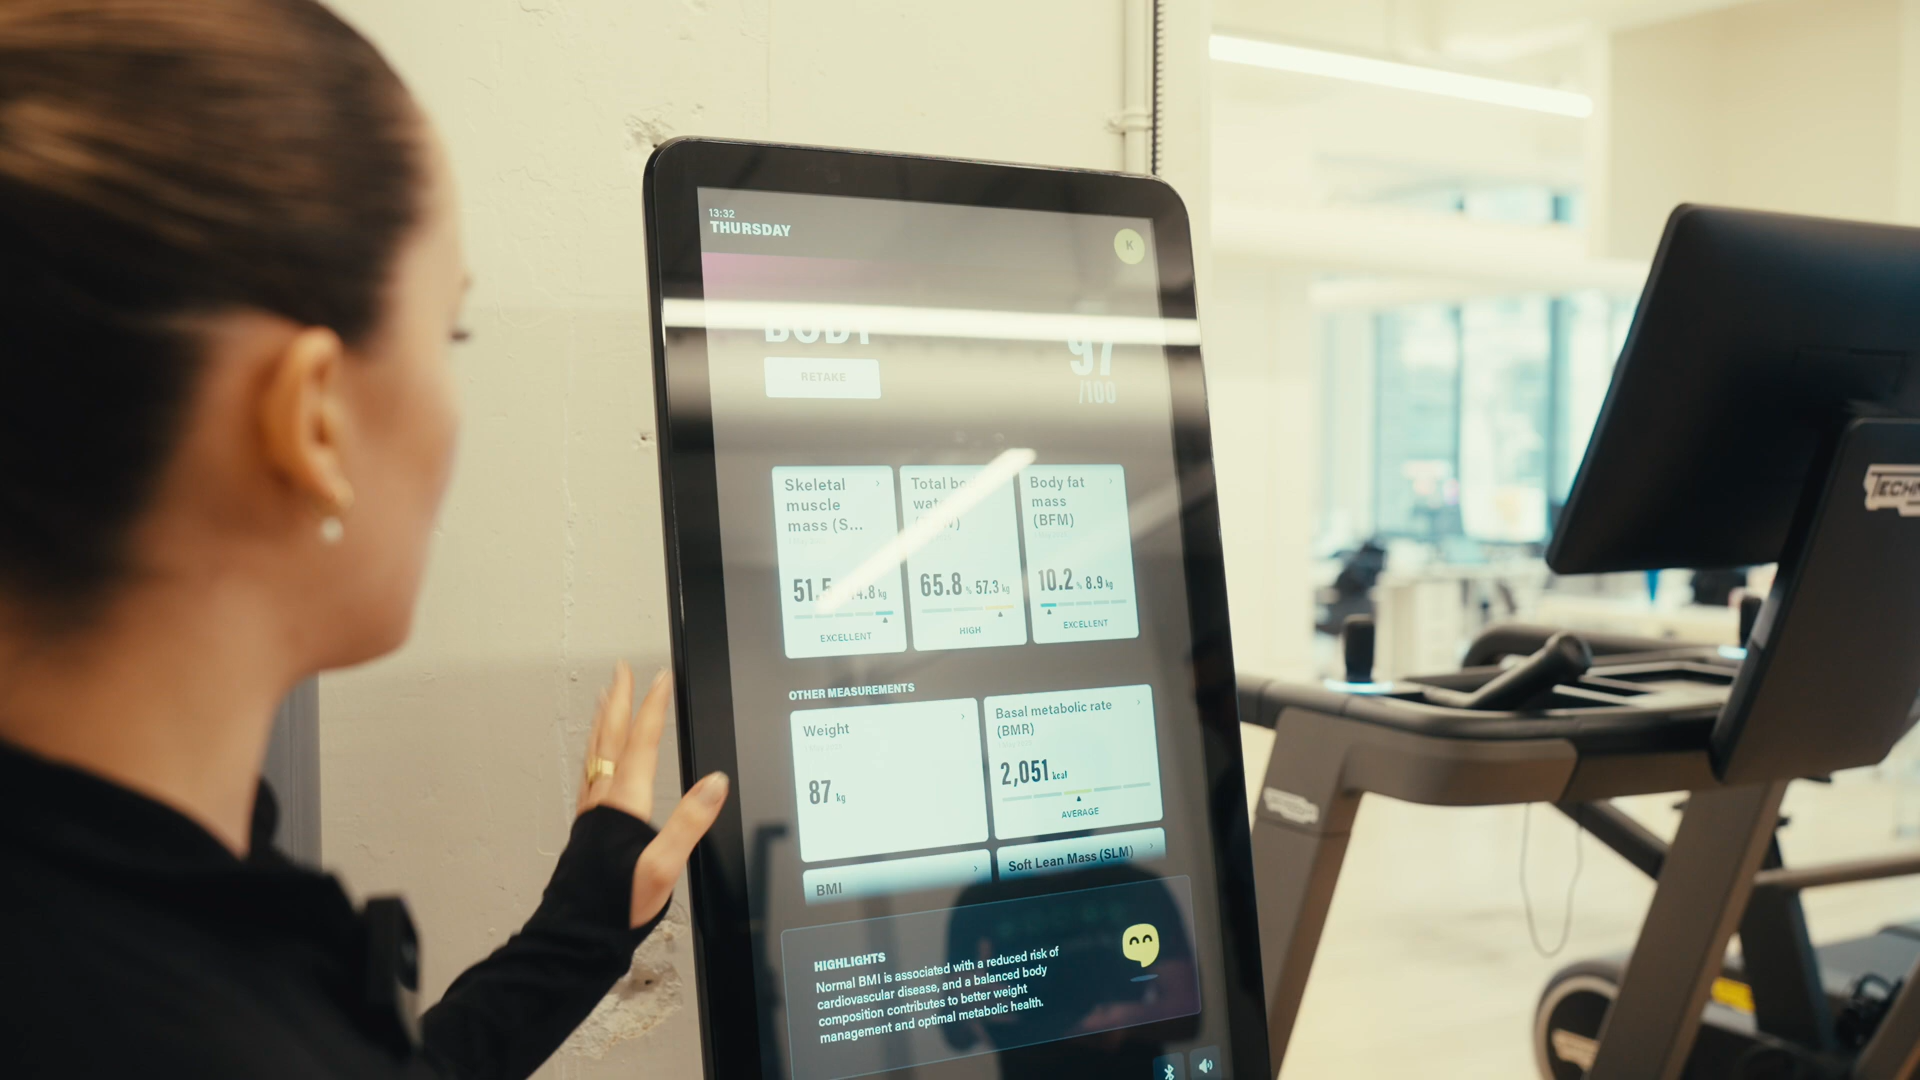 13:32
THURSDAY
K
BODY
97
RETAKE
/100
Skeletal
muscle
mass (S...
EXCELLENT
Total
65.8 % 57.3 kg
HIGH
Body fat
mass
(BFM)
10.2 % 8.9 kg
EXCELLENT
OTHER MEASUREMENTS
Weight
87 kg
Basal metabolic rate
(BMR)
2,051 kcal
AVERAGE
BMI
Soft Lean Mass (SLM)
HIGHLIGHTS
Normal BMI is associated with a reduced risk of
cardiovascular disease, and a balanced body
composition contributes to better weight
management and optimal metabolic health.